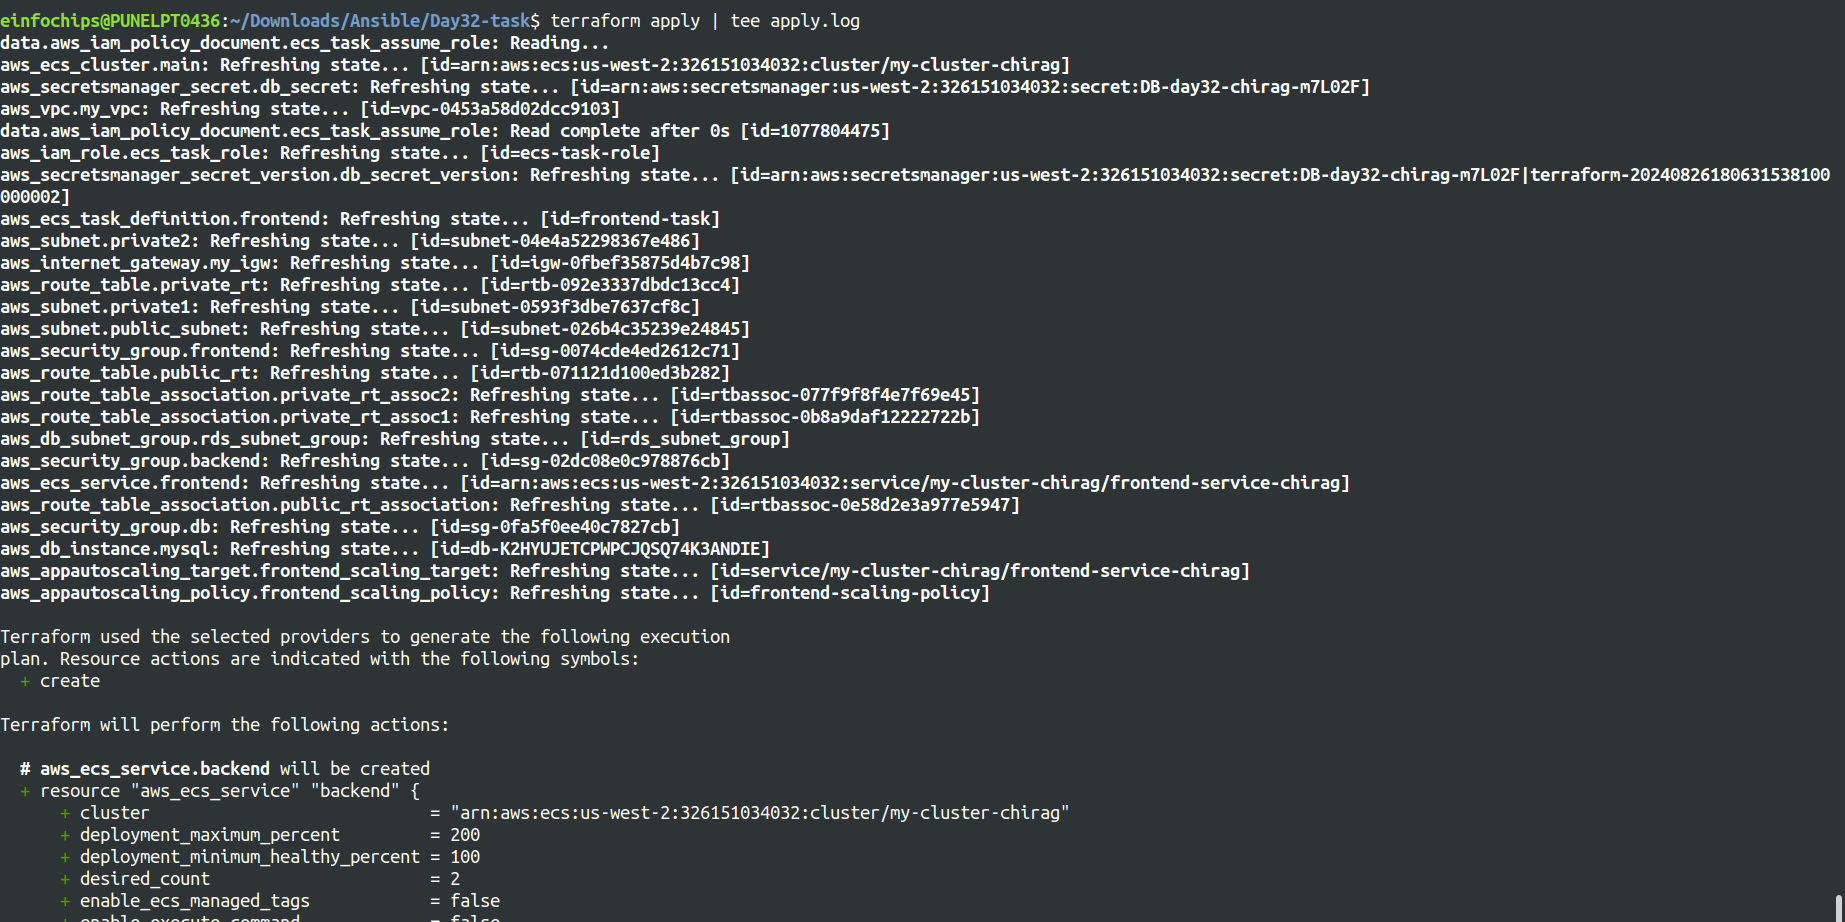 einfochips@PUNELPT0436:~/Downloads/Ansible/Day32-task$ terraform apply | tee apply.log
data.aws_iam_policy_document.ecs_task_assume_role: Reading...
aws_ecs_cluster.main: Refreshing state... [id=arn:aws:ecs:us-west-2:326151034032:cluster/my-cluster-chirag]
aws_secretsmanager_secret.db_secret: Refreshing state... [id=arn:aws:secretsmanager:us-west-2:326151034032:secret:DB-day32-chirag-m7L02F]
aws_vpc.my_vpc: Refreshing state... [id=vpc-0453a58d02dcc9103]
data.aws_iam_policy_document.ecs_task_assume_role: Read complete after 0s [id=1077804475]
aws_iam_role.ecs_task_role: Refreshing state... [id=ecs-task-role]
aws_secretsmanager_secret_version.db_secret_version: Refreshing state... [id=arn:aws:secretsmanager:us-west-2:326151034032:secret:DB-day32-chirag-m7L02F|terraform-20240826180631538100
000002]
aws_ecs_task_definition.frontend: Refreshing state... [id=frontend-task]
aws_subnet.private2: Refreshing state... [id=subnet-04e4a52298367e486]
aws_internet_gateway.my_igw: Refreshing state... [id=igw-0fbef35875d4b7c98]
aws_route_table.private_rt: Refreshing state... [id=rtb-092e3337dbdc13cc4]
aws_subnet.private1: Refreshing state... [id=subnet-0593f3dbe7637cf8c]
aws_subnet.public_subnet: Refreshing state... [id=subnet-026b4c35239e24845]
aws_security_group.frontend: Refreshing state... [id=sg-0074cde4ed2612c71]
aws_route_table.public_rt: Refreshing state... [id=rtb-071121d100ed3b282]
aws_route_table_association.private_rt_assoc2: Refreshing state... [id=rtbassoc-077f9f8f4e7f69e45]
aws_route_table_association.private_rt_assoc1: Refreshing state... [id=rtbassoc-0b8a9daf12222722b]
aws_db_subnet_group.rds_subnet_group: Refreshing state... [id=rds_subnet_group]
aws_security_group.backend: Refreshing state... [id=sg-02dc08e0c978876cb]
aws_ecs_service.frontend: Refreshing state... [id=arn:aws:ecs:us-west-2:326151034032:service/my-cluster-chirag/frontend-service-chirag]
aws_route_table_association.public_rt_association: Refreshing state... [id=rtbassoc-0e58d2e3a977e5947]
aws_security_group.db: Refreshing state... [id=sg-0fa5f0ee40c7827cb]
aws_db_instance.mysql: Refreshing state... [id=db-K2HYUJETCPWPCJQSQ74K3ANDIE]
aws_appautoscaling_target.frontend_scaling_target: Refreshing state... [id=service/my-cluster-chirag/frontend-service-chirag]
aws_appautoscaling_policy.frontend_scaling_policy: Refreshing state... [id=frontend-scaling-policy]
Terraform used the selected providers to generate the following execution
plan. Resource actions are indicated with the following symbols:
+ create
Terraform will perform the following actions:
# aws_ecs_service.backend will be created
+ resource "aws_ecs_service" "backend" {
+ cluster = "arn:aws:ecs:us-west-2:326151034032:cluster/my-cluster-chirag"
+ deployment_maximum_percent = 200
+ deployment_minimum_healthy_percent = 100
+ desired_count = 2
+ enable_ecs_managed_tags = false
+ enable_execute_command = false